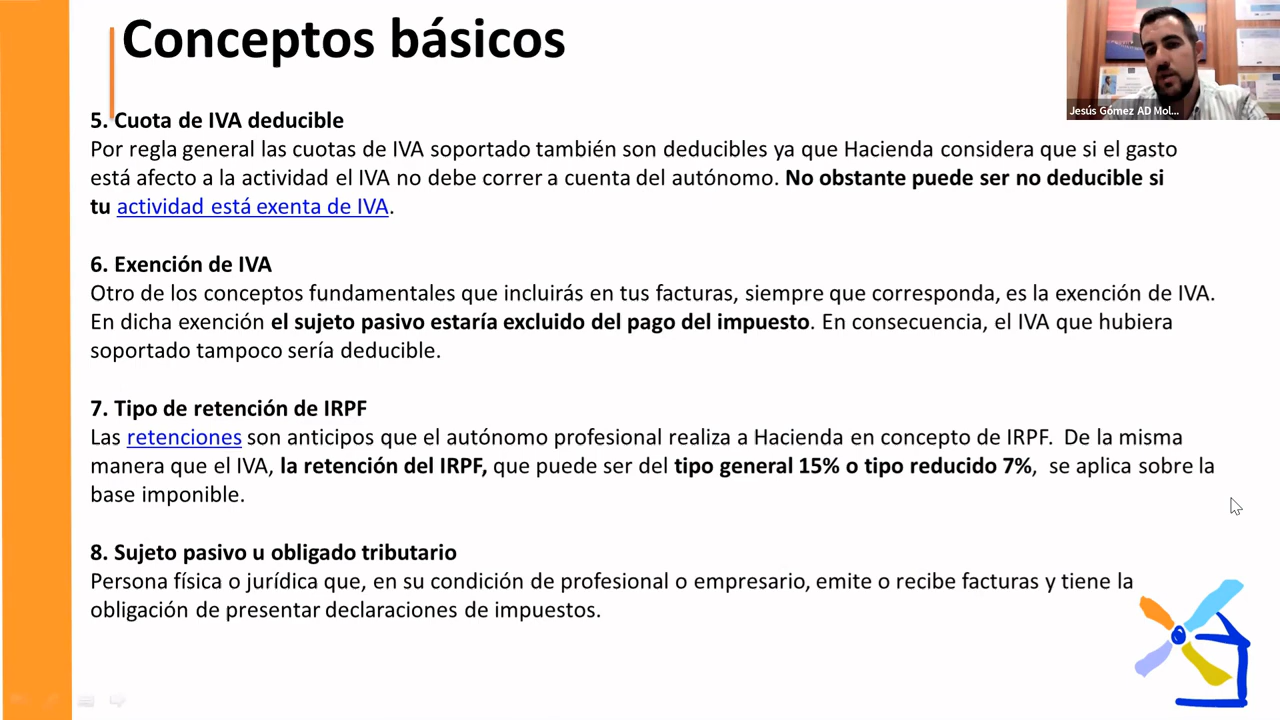 Conceptos básicos
Jesús Gómez AD Mol...
5. Cuota de IVA deducible
Por regla general las cuotas de IVA soportado también son deducibles ya que Hacienda considera que si el gasto
está afecto a la actividad el IVA no debe correr a cuenta del autónomo. No obstante puede ser no deducible si
tu actividad está exenta de IVA.
6. Exención de IVA
Otro de los conceptos fundamentales que incluirás en tus facturas, siempre que corresponda, es la exención de IVA.
En dicha exención el sujeto pasivo estaría excluido del pago del impuesto. En consecuencia, el IVA que hubiera
soportado tampoco sería deducible.
7. Tipo de retención de IRPF
Las retenciones son anticipos que el autónomo profesional realiza a Hacienda en concepto de IRPF. De la misma
manera que el IVA, la retención del IRPF, que puede ser del tipo general 15% o tipo reducido 7%, se aplica sobre la
base imponible.
8. Sujeto pasivo u obligado tributario
Persona física o jurídica que, en su condición de profesional o empresario, emite o recibe facturas y tiene la
obligación de presentar declaraciones de impuestos.